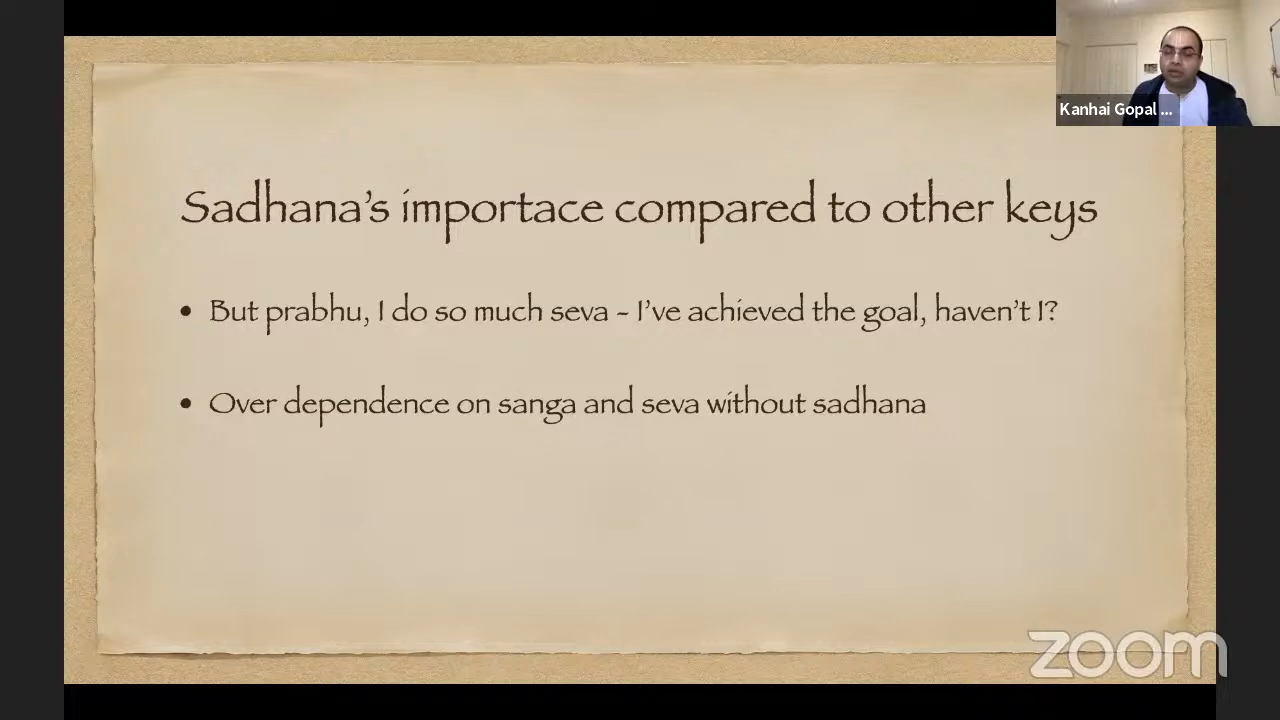 Kanhai Gopal ...
Sadhana's importace compared to other keys
• But prabhu, I do so much seva - I've achieved the goal, haven't I?
• Over dependence on sanga and seva without sadhana
zoom